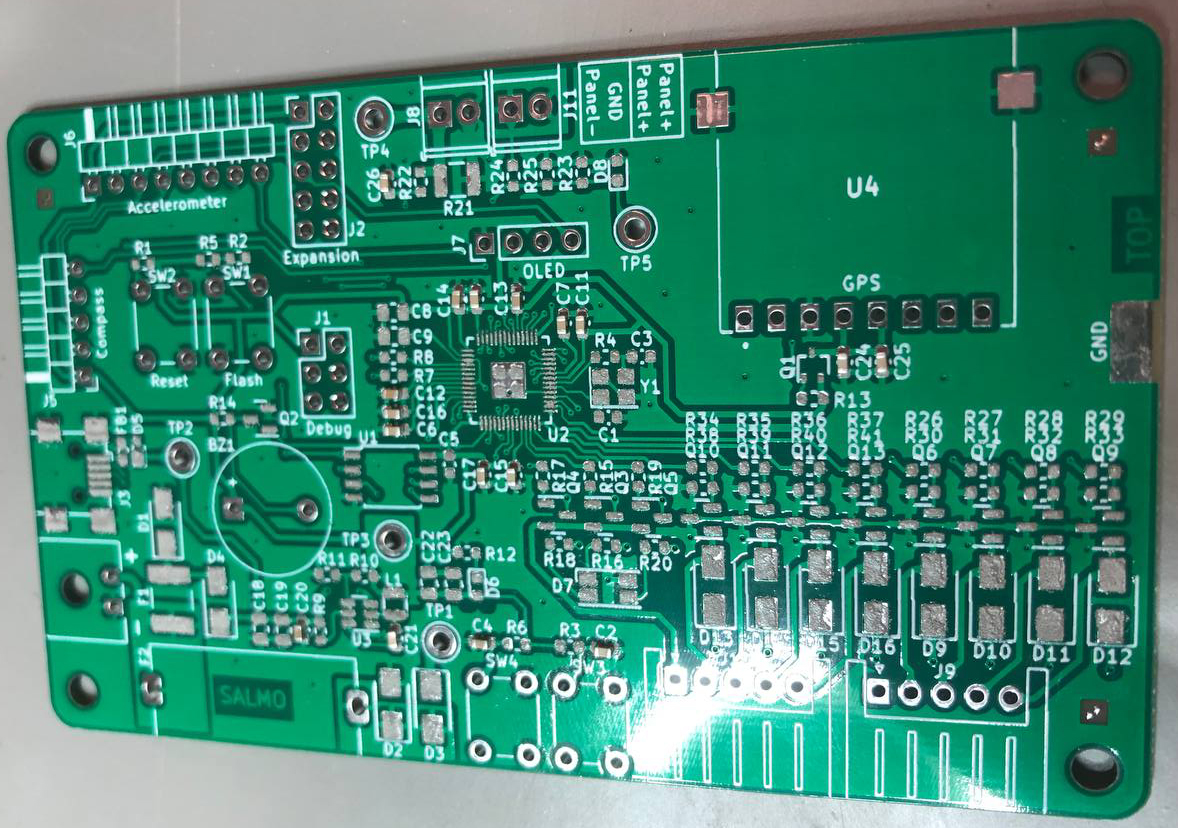 J6
Accelerometer
J2
Expansion
TP4
J8
J11
Panel-
GND
Panel+
Panel+
C26
R22
R21
R24
R25
R23
D8
TP5
J7
OLED
U4
GPS
TOP
GND
R1
R5
R2
SW2
SW1
Reset
Flash
Compass
J5
J1
Debug
C8
C9
R8
R7
C12
C16
C6
C14
C13
C7
C11
R4
C3
Y1
C1
U2
Q1
C24
C25
R13
R14
Q2
FB1
TP2
BZ1
+
J3
U1
C5
C17
C15
R17
Q4
R15
Q3
R19
Q5
R34
R35
R36
R37
R26
R27
R28
R29
R38
R39
R40
R41
R30
R31
R32
Q10
Q11
Q12
Q13
Q6
Q7
Q8
Q9
R18
R16
R20
D7
D1
D4
F1
+
-
F2
TP3
R11
R10
C22
C23
R12
D6
L1
TP1
C18
C19
C20
R9
U3
C21
C4
R6
R3
C2
SW4
D13
D15
D16
D9
D10
D11
D12
J9
SALMO
D2
D3